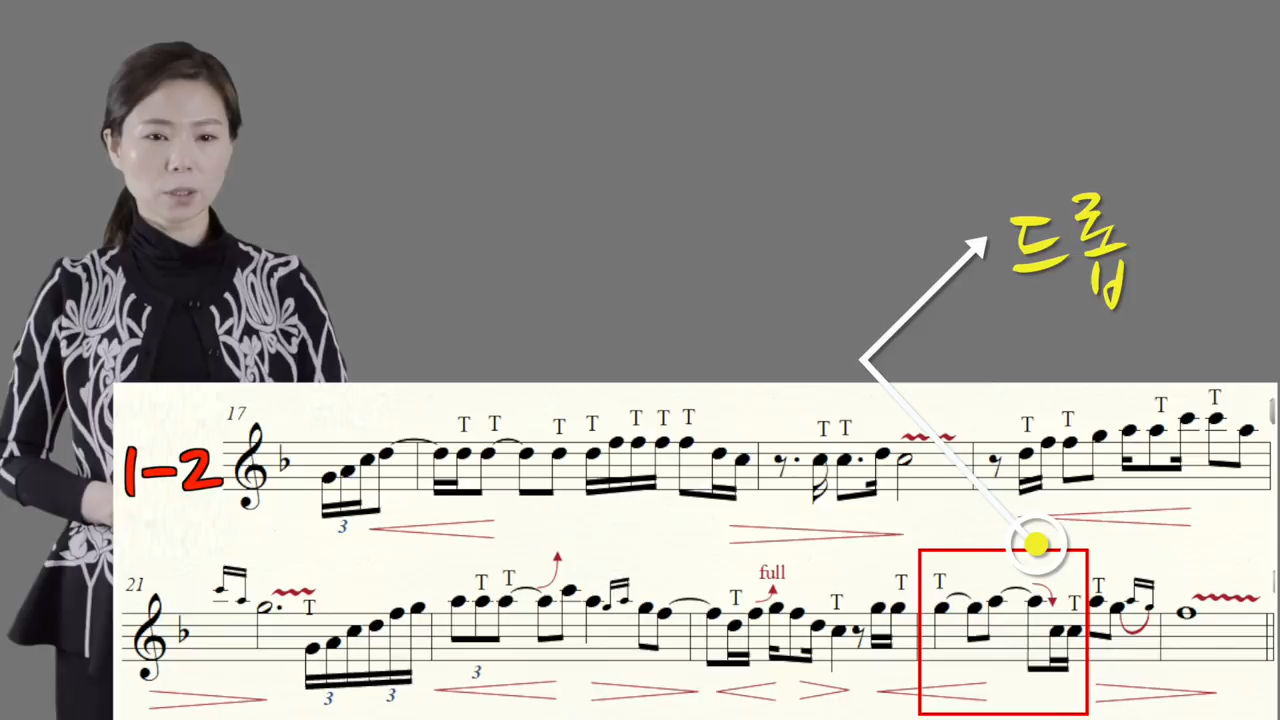 드롭
17
1-2
T T T T T T T T T T T T T
3
21
T T T full T T T T T
3 3 3